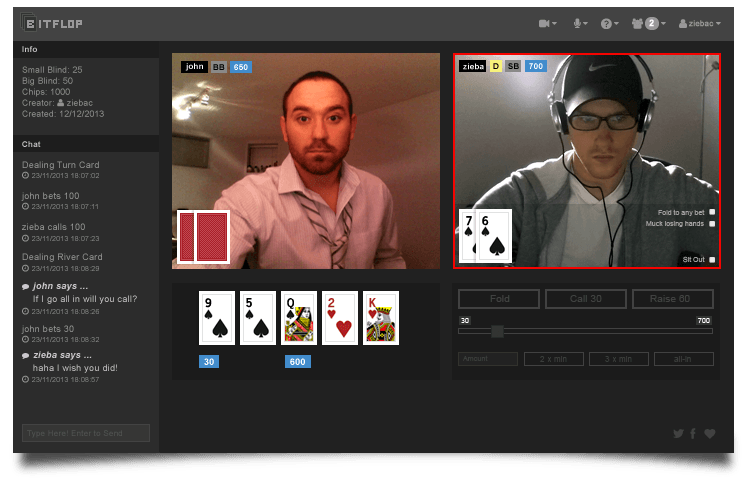 BITFLOP
2
ziebac
Info
Small Blind: 25
Big Blind: 50
Chips: 1000
Creator: ziebac
Created: 12/12/2013
Chat
Dealing Turn Card
23/11/2013 18:07:02
john bets 100
23/11/2013 18:07:11
zieba calls 100
23/11/2013 18:07:23
Dealing River Card
23/11/2013 18:08:29
john says ...
If I go all in will you call?
23/11/2013 18:08:26
john bets 30
23/11/2013 18:08:32
zieba says ...
haha I wish you did!
23/11/2013 18:08:57
Type Here! Enter to Send
john BB 650
zieba D SB 700
7 6
Fold to any bet
Muck losing hands
Sit Out
9 5 Q 2 K
30 600
Fold Call 30 Raise 60
30 700
Amount 2 x min 3 x min all-in